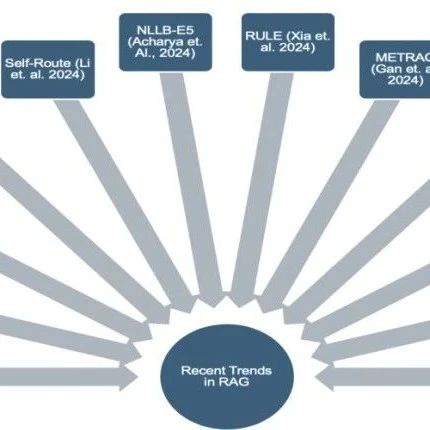 Self-Route (Li
et. al. 2024)
NLLB-E5
(Acharya et.
Al., 2024)
RULE (Xia et.
al. 2024)
METRAG
(Gan et. a
2024)
Recent Trends
in RAG